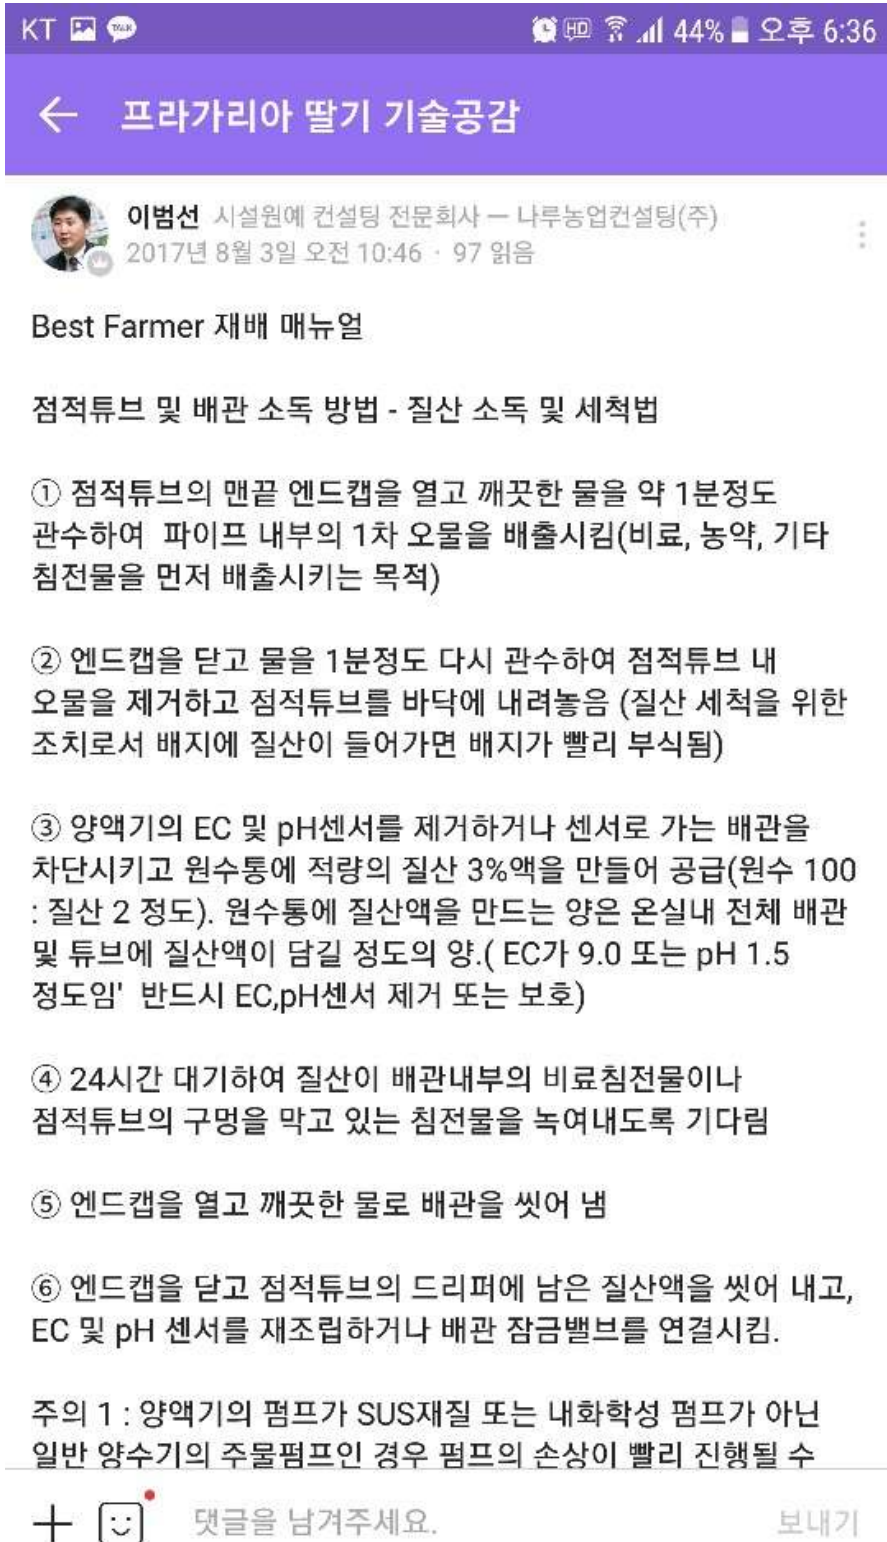 KT TALK HD 44% 오후 6:36
프라가리아 딸기 기술공감
이범선 시설원예 컨설팅 전문회사 – 나루농업컨설팅(주)
2017년 8월 3일 오전 10:46 · 97 읽음
Best Farmer 재배 매뉴얼
점적튜브 및 배관 소독 방법 - 질산 소독 및 세척법
① 점적튜브의 맨끝 엔드캡을 열고 깨끗한 물을 약 1분정도
관수하여 파이프 내부의 1차 오물을 배출시킴(비료, 농약, 기타
침전물을 먼저 배출시키는 목적)
② 엔드캡을 닫고 물을 1분정도 다시 관수하여 점적튜브 내
오물을 제거하고 점적튜브를 바닥에 내려놓음 (질산 세척을 위한
조치로서 배지에 질산이 들어가면 배지가 빨리 부식됨)
③ 양액기의 EC 및 pH센서를 제거하거나 센서로 가는 배관을
차단시키고 원수통에 적량의 질산 3%액을 만들어 공급(원수 100
: 질산 2 정도). 원수통에 질산액을 만드는 양은 온실내 전체 배관
및 튜브에 질산액이 담길 정도의 양.( EC가 9.0 또는 pH 1.5
정도임' 반드시 EC,pH센서 제거 또는 보호)
④ 24시간 대기하여 질산이 배관내부의 비료침전물이나
점적튜브의 구멍을 막고 있는 침전물을 녹여내도록 기다림
⑤ 엔드캡을 열고 깨끗한 물로 배관을 씻어 냄
⑥ 엔드캡을 닫고 점적튜브의 드리퍼에 남은 질산액을 씻어 내고,
EC 및 pH 센서를 재조립하거나 배관 잠금밸브를 연결시킴.
주의 1 : 양액기의 펌프가 SUS재질 또는 내화학성 펌프가 아닌
일반 양수기의 주물펌프인 경우 펌프의 손상이 빨리 진행될 수
댓글을 남겨주세요. 보내기